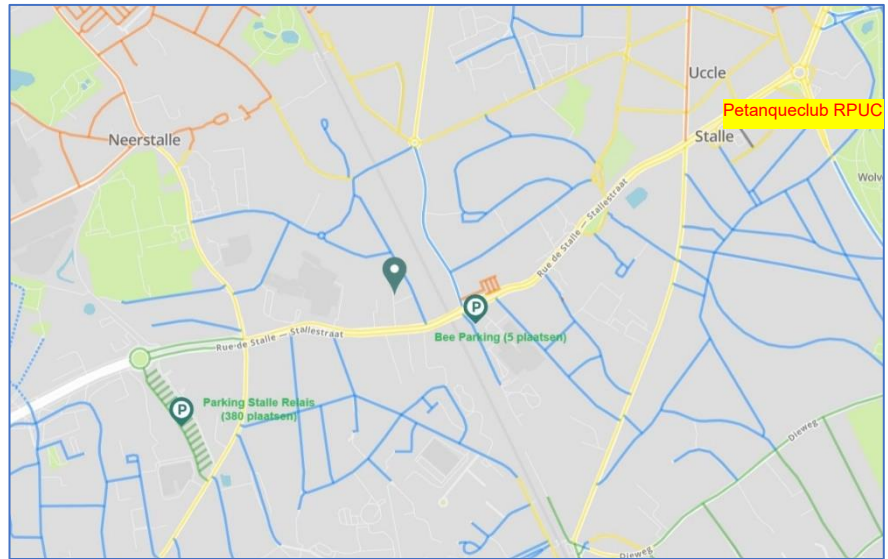 Uccle
Petanqueclub RPUC
Neerstalle
Stalle
Wolv
Rue de Stalle — Stallestraat
P
Bee Parking (5 plaatsen)
Rue de Stalle — Stallestraat
P
Parking Stalle Relais
(380 plaatsen)
Dieweg
Dieweg